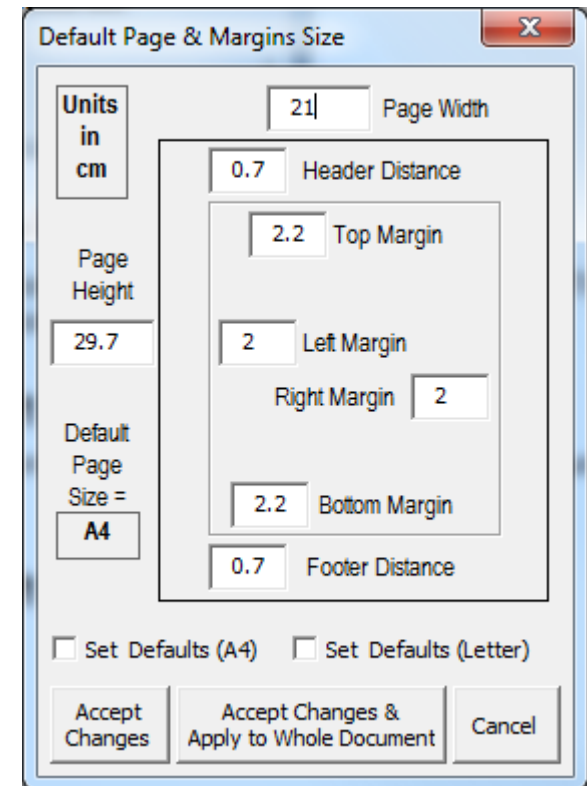 Default Page & Margins Size
Units
in
cm
21 Page Width
0.7 Header Distance
2.2 Top Margin
Page
Height
29.7
2 Left Margin
Right Margin 2
Default
Page
Size =
A4
2.2 Bottom Margin
0.7 Footer Distance
Set Defaults (A4)
Set Defaults (Letter)
Accept
Changes
Accept Changes &
Apply to Whole Document
Cancel